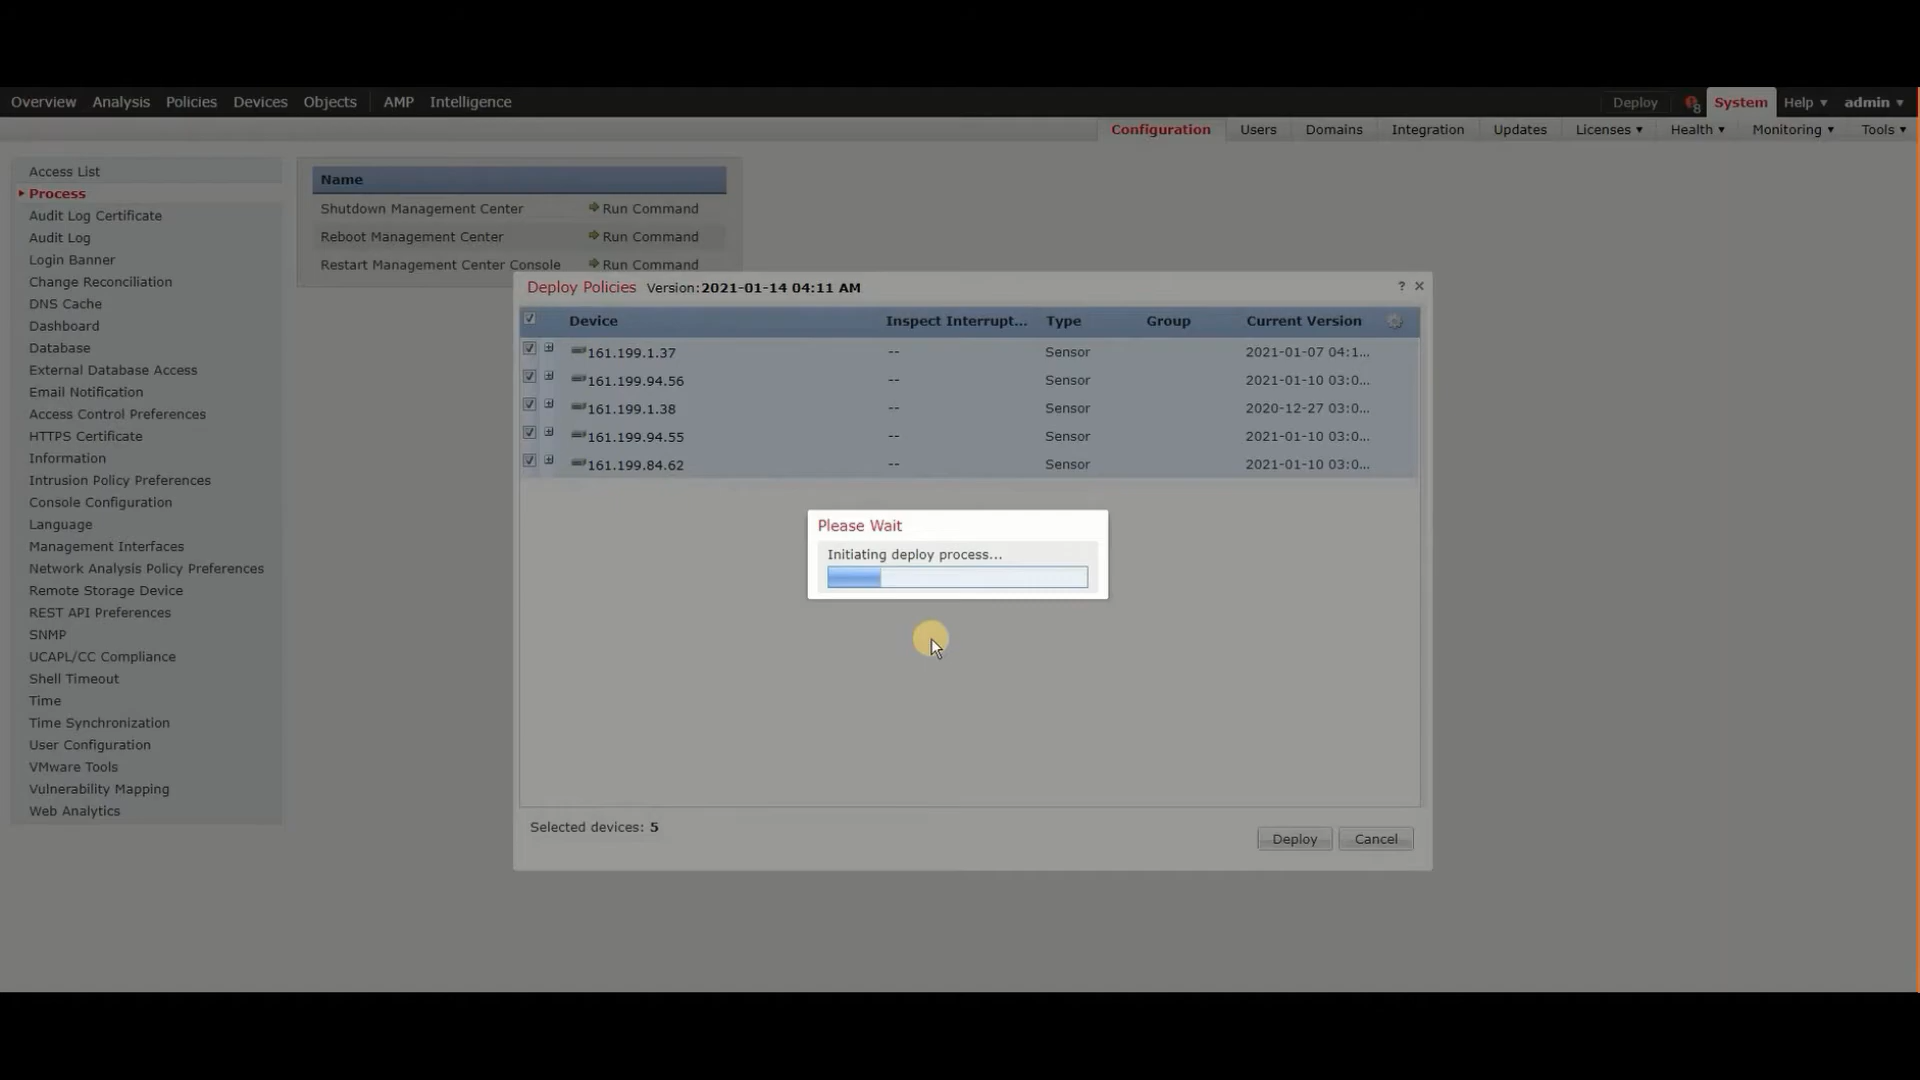 Overview Analysis Policies Devices Objects AMP Intelligence Deploy 8 System Help admin
Configuration Users Domains Integration Updates Licenses Health Monitoring Tools
Access List
Process
Audit Log Certificate
Audit Log
Login Banner
Change Reconciliation
DNS Cache
Dashboard
Database
External Database Access
Email Notification
Access Control Preferences
HTTPS Certificate
Information
Intrusion Policy Preferences
Console Configuration
Language
Management Interfaces
Network Analysis Policy Preferences
Remote Storage Device
REST API Preferences
SNMP
UCAPL/CC Compliance
Shell Timeout
Time
Time Synchronization
User Configuration
VMware Tools
Vulnerability Mapping
Web Analytics
Name
Shutdown Management Center Run Command
Reboot Management Center Run Command
Restart Management Center Console Run Command
Deploy Policies Version:2021-01-14 04:11 AM ? ×
Device Inspect Interrupt... Type Group Current Version
161.199.1.37 -- Sensor 2021-01-07 04:1...
161.199.94.56 -- Sensor 2021-01-10 03:0...
161.199.1.38 -- Sensor 2020-12-27 03:0...
161.199.94.55 -- Sensor 2021-01-10 03:0...
161.199.84.62 -- Sensor 2021-01-10 03:0...
Please Wait
Initiating deploy process...
Selected devices: 5
Deploy Cancel